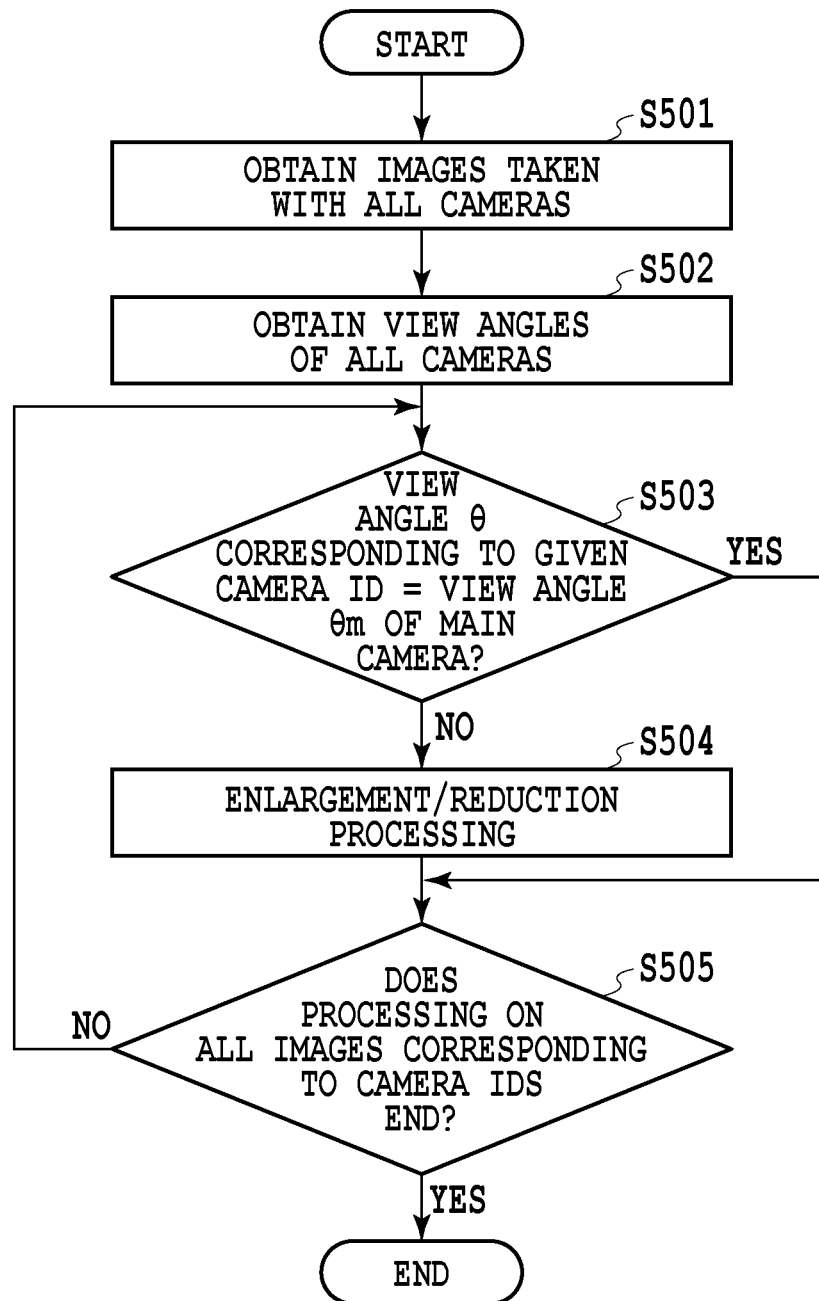 START
S501
OBTAIN IMAGES TAKEN
WITH ALL CAMERAS
S502
OBTAIN VIEW ANGLES
OF ALL CAMERAS
S503
VIEW
ANGLE θ
CORRESPONDING TO GIVEN
CAMERA ID = VIEW ANGLE
θm OF MAIN
CAMERA?
YES
NO
S504
ENLARGEMENT/REDUCTION
PROCESSING
S505
DOES
PROCESSING ON
ALL IMAGES CORRESPONDING
TO CAMERA IDS
END?
NO
YES
END